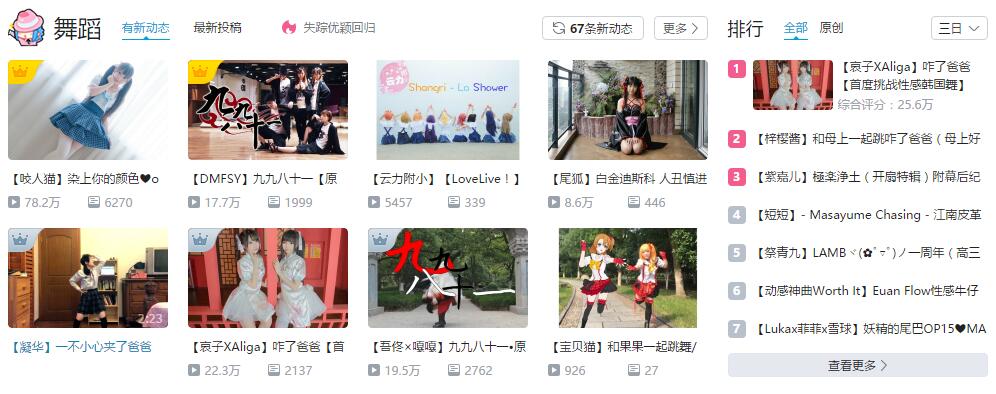 舞蹈
有新动态
最新投稿
失踪优颖回归
67条新动态
更多
排行
全部
原创
三日
九九八十一
云力
Shangri - La Shower
【咬人猫】染上你的颜色♥o
【DMFSY】九九八十一【原
【云力附小】【LoveLive！】
【尾狐】白金迪斯科 人丑慎进
78.2万 6270
17.7万 1999
5457 339
8.6万 446
2:23
九九八十一
【凝华】一不小心夹了爸爸
【哀子XAliga】咋了爸爸【首
【吾佟×嘎嘎】九九八十一•原
【宝贝猫】和果果一起跳舞/
22.3万 2137
19.5万 2762
926 27
1
【哀子XAliga】咋了爸爸
【首度挑战性感韩国舞】
综合评分：25.6万
2 【梓樱酱】和母上一起跳咋了爸爸（母上好
3 【紫嘉儿】極楽浄土（开扇特辑）附幕后纪
4 【短短】- Masayume Chasing - 江南皮革
5 【祭青九】LAMBヾ(✿ﾟ▽ﾟ)ノ一周年（高三
6 【动感神曲Worth It】Euan Flow性感牛仔
7 【Lukax菲菲x雪球】妖精的尾巴OP15♥MA
查看更多